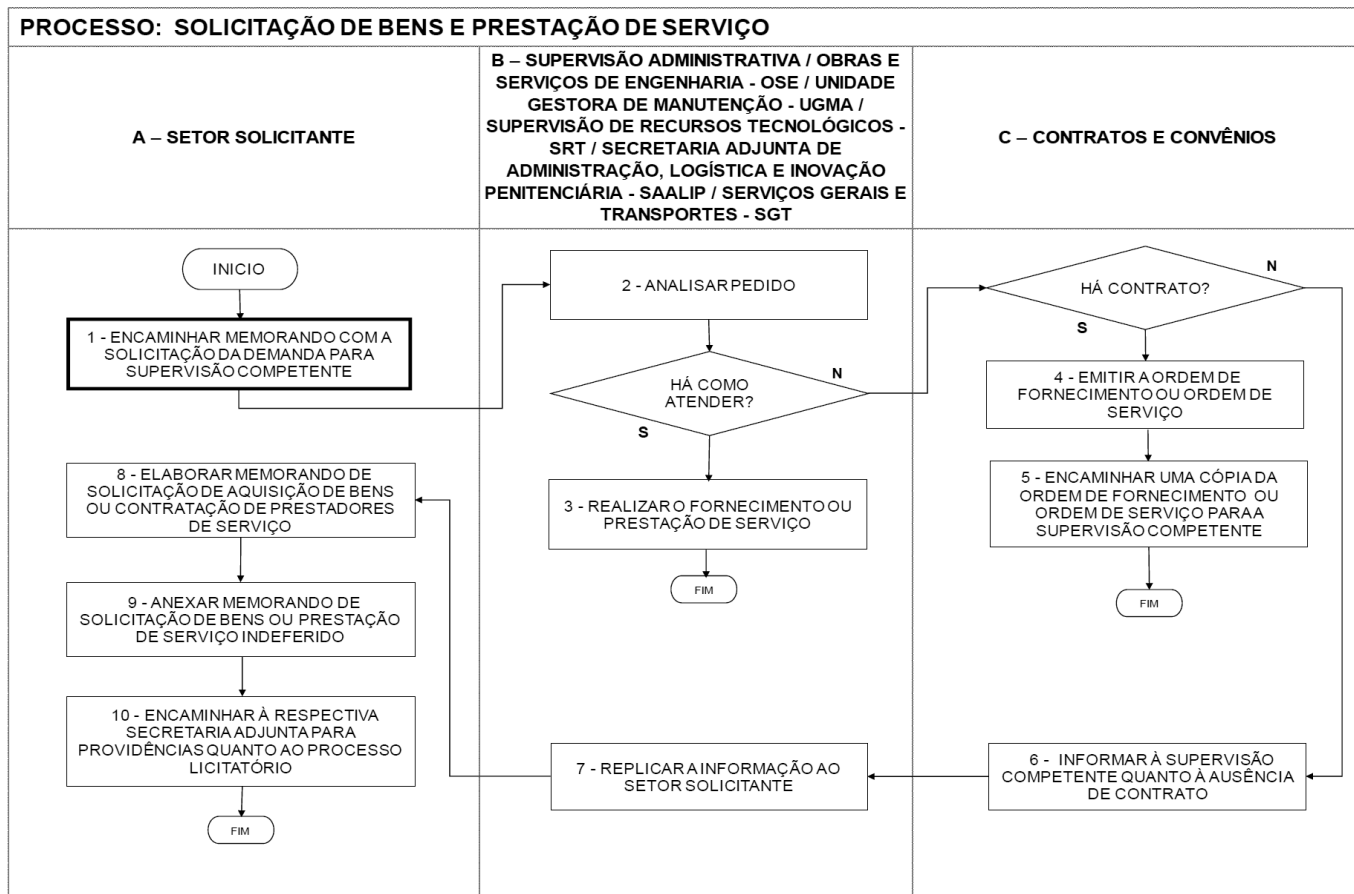 PROCESSO: SOLICITAÇÃO DE BENS E PRESTAÇÃO DE SERVIÇO
A – SETOR SOLICITANTE
B – SUPERVISÃO ADMINISTRATIVA / OBRAS E
SERVIÇOS DE ENGENHARIA - OSE / UNIDADE
GESTORA DE MANUTENÇÃO - UGMA /
SUPERVISÃO DE RECURSOS TECNOLÓGICOS -
SRT / SECRETARIA ADJUNTA DE
ADMINISTRAÇÃO, LOGÍSTICA E INOVAÇÃO
PENITENCIÁRIA - SAALIP / SERVIÇOS GERAIS E
TRANSPORTES - SGT
C – CONTRATOS E CONVÊNIOS
INICIO
1 - ENCAMINHAR MEMORANDO COM A
SOLICITAÇÃO DA DEMANDA PARA
SUPERVISÃO COMPETENTE
2 - ANALISAR PEDIDO
HÁ COMO
ATENDER?
N
S
3 - REALIZAR O FORNECIMENTO OU
PRESTAÇÃO DE SERVIÇO
FIM
HÁ CONTRATO?
N
S
4 - EMITIR A ORDEM DE
FORNECIMENTO OU ORDEM DE
SERVIÇO
5 - ENCAMINHAR UMA CÓPIA DA
ORDEM DE FORNECIMENTO OU
ORDEM DE SERVIÇO PARA A
SUPERVISÃO COMPETENTE
FIM
6 - INFORMAR À SUPERVISÃO
COMPETENTE QUANTO À AUSÊNCIA
DE CONTRATO
7 - REPLICAR A INFORMAÇÃO AO
SETOR SOLICITANTE
8 - ELABORAR MEMORANDO DE
SOLICITAÇÃO DE AQUISIÇÃO DE BENS
OU CONTRATAÇÃO DE PRESTADORES
DE SERVIÇO
9 - ANEXAR MEMORANDO DE
SOLICITAÇÃO DE BENS OU PRESTAÇÃO
DE SERVIÇO INDEFERIDO
10 - ENCAMINHAR À RESPECTIVA
SECRETARIA ADJUNTA PARA
PROVIDÊNCIAS QUANTO AO PROCESSO
LICITATÓRIO
FIM